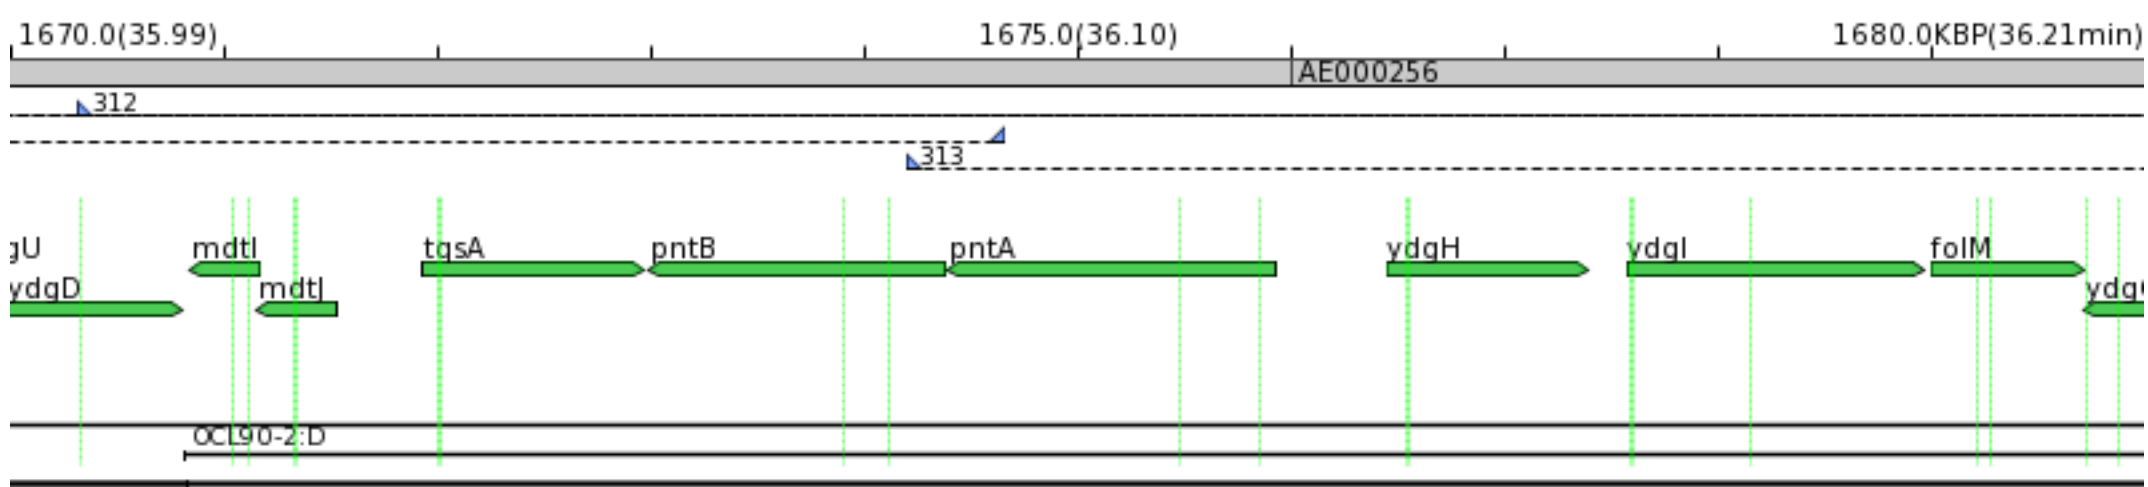 1670.0(35.99) 1675.0(36.10) 1680.0KBP(36.21min)
AE000256
312
313
gU mdtI tqsA pntB pntA ydgH ydgI folM
ydgD mdtJ
OCL90-2:D